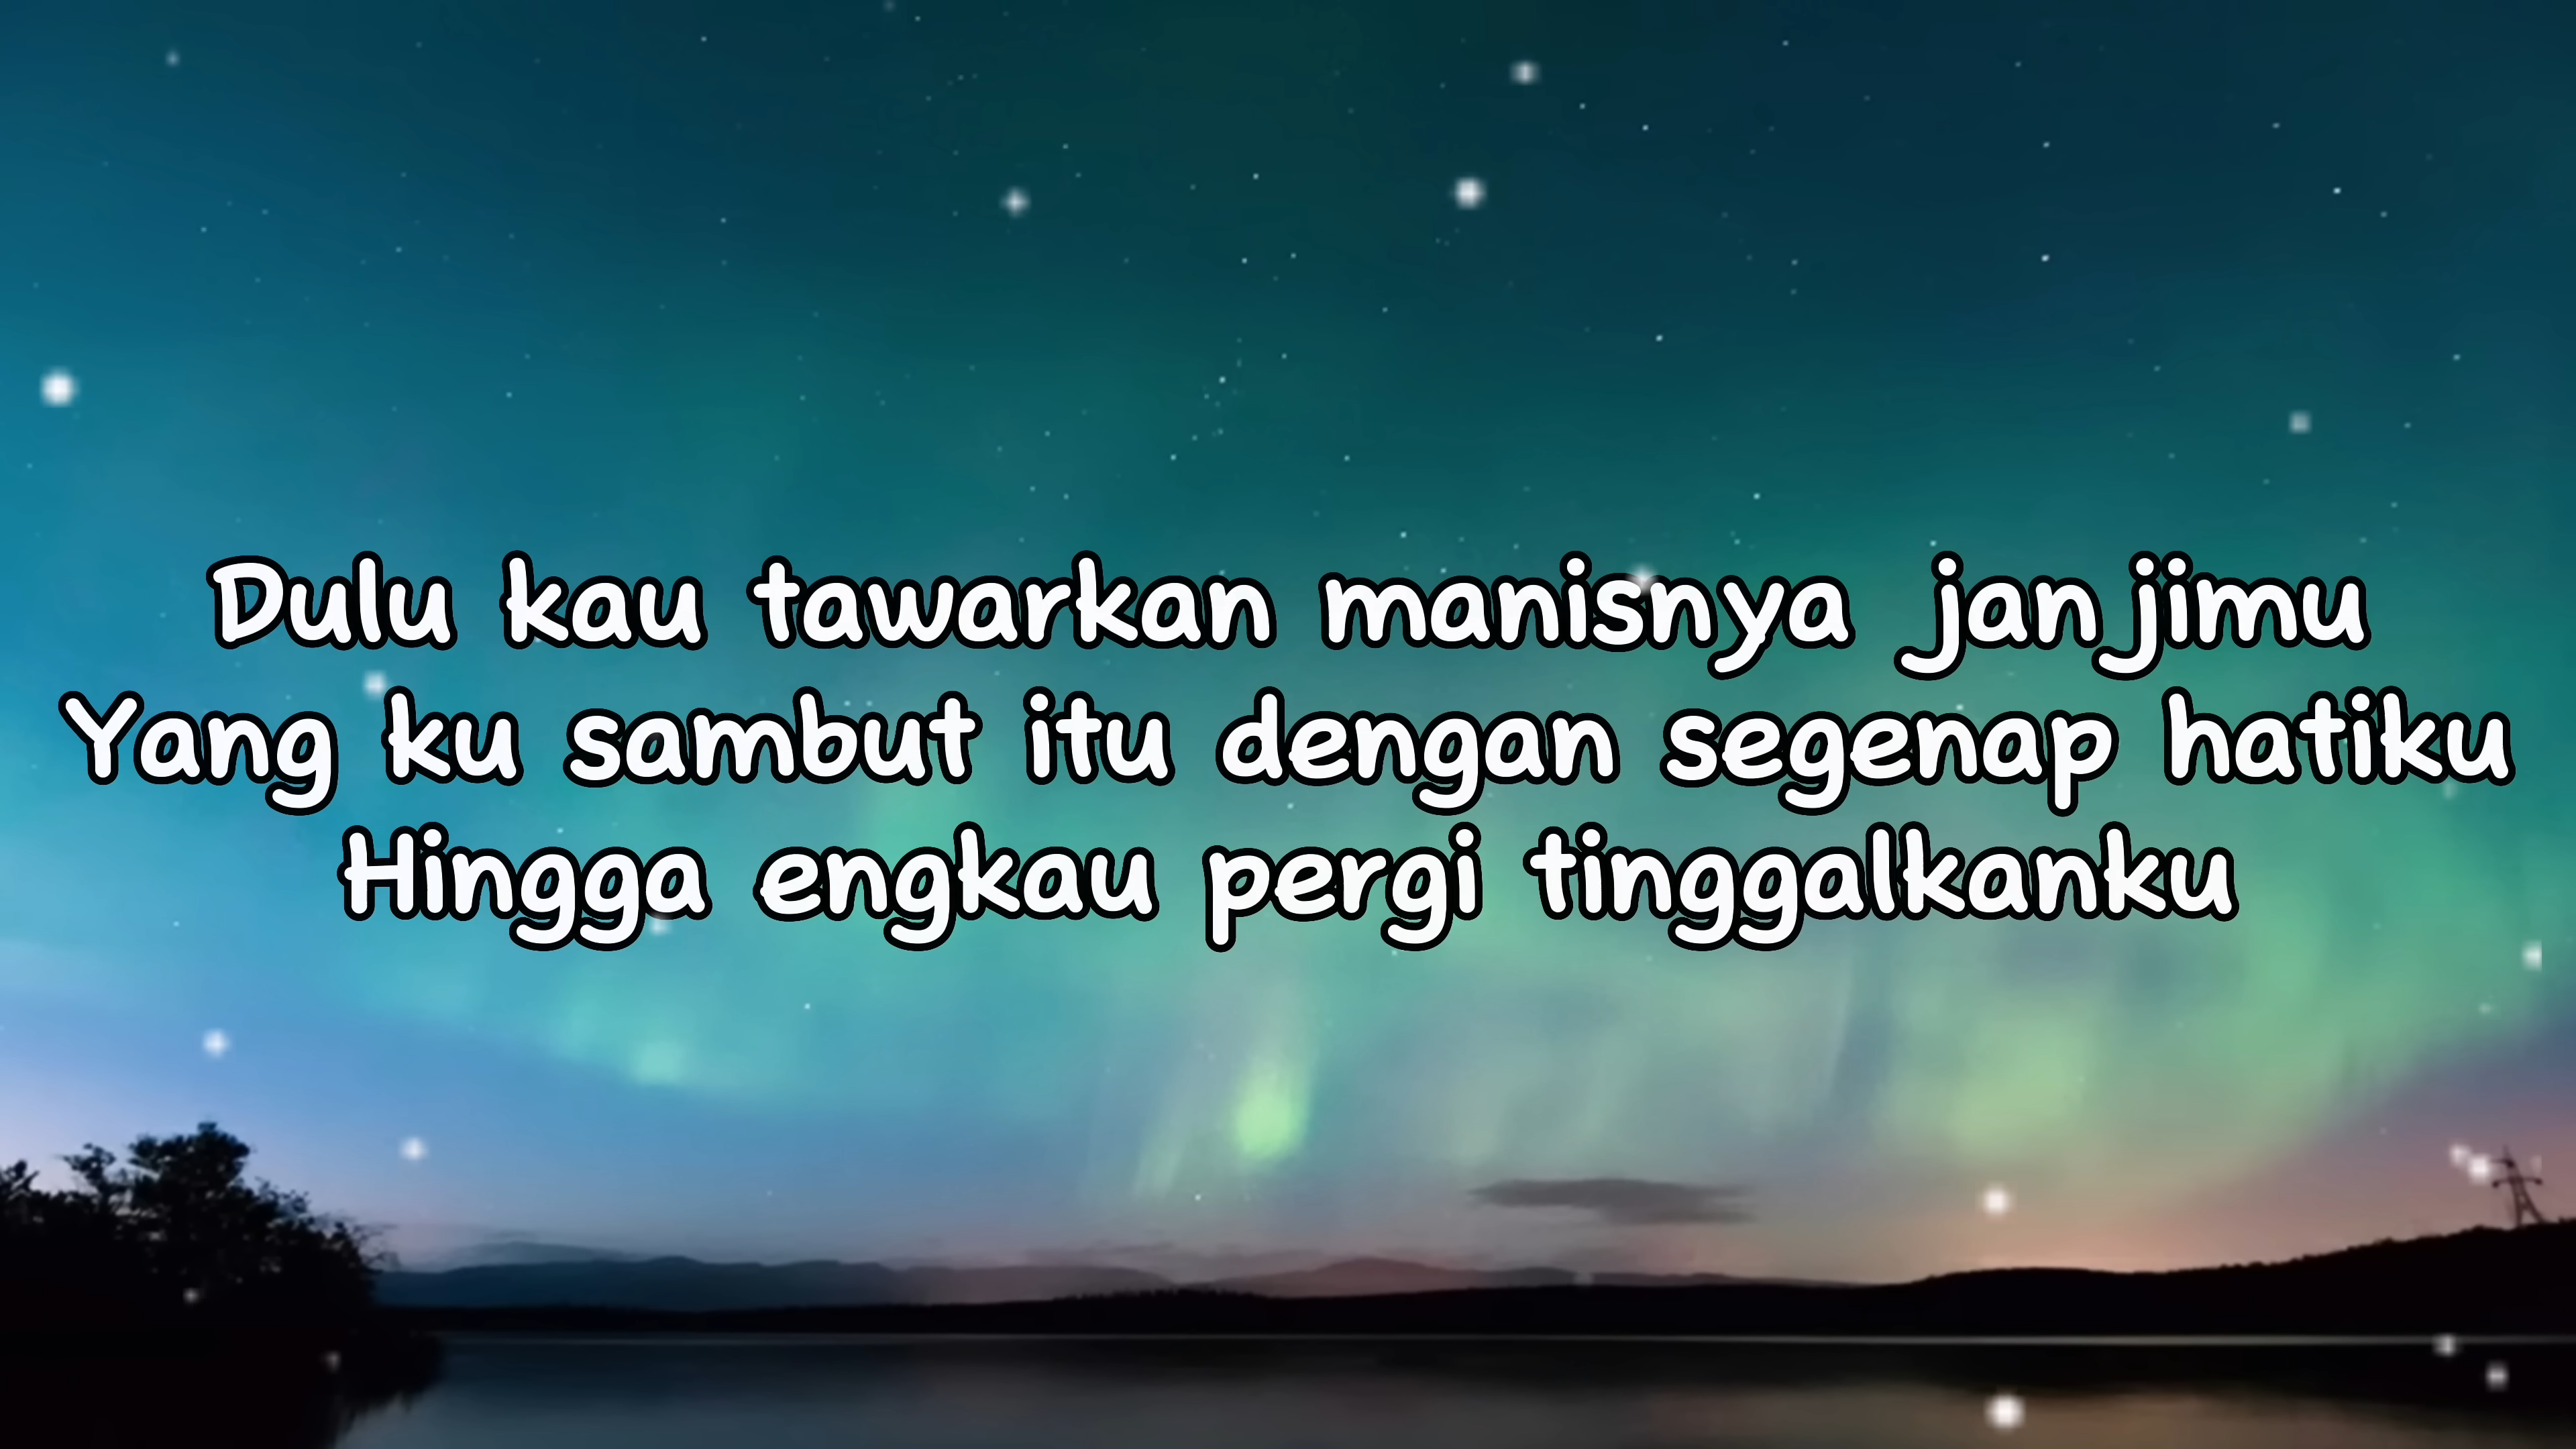 Dulu kau tawarkan manisnya janjimu
Yang ku sambut itu dengan segenap hatiku
Hingga engkau pergi tinggalkanku